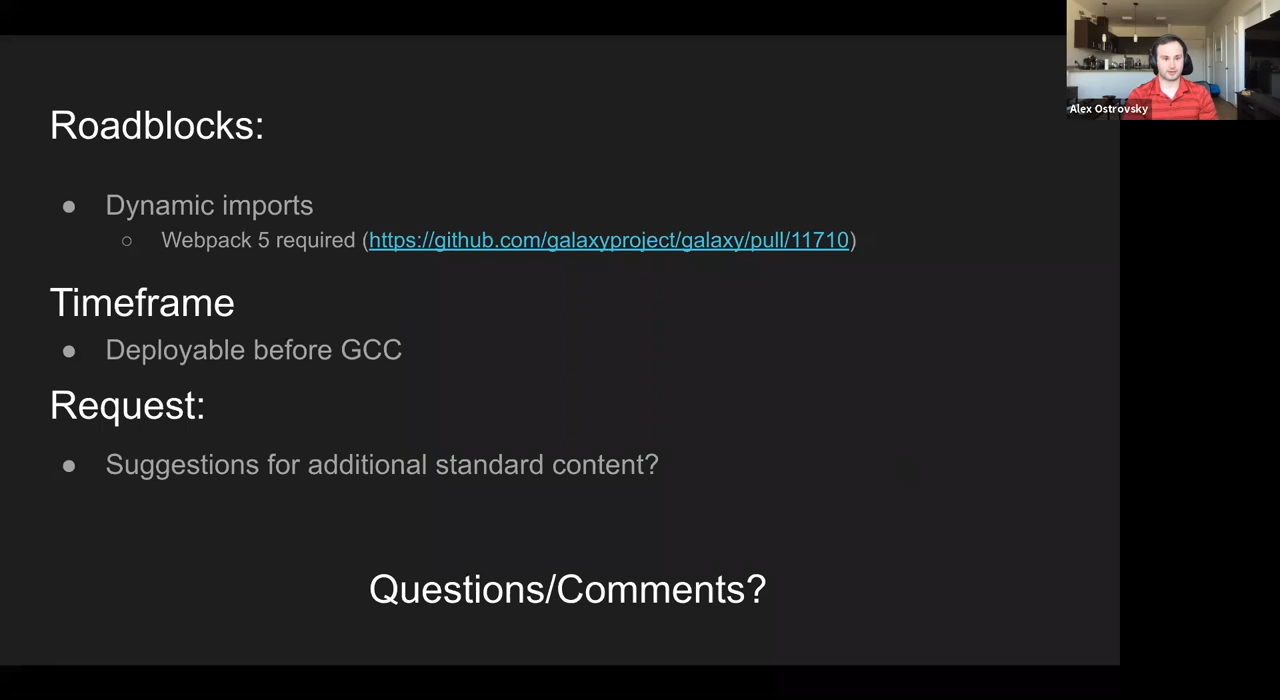 Alex Ostrovsky
Roadblocks:
● Dynamic imports
○ Webpack 5 required (https://github.com/galaxyproject/galaxy/pull/11710)
Timeframe
● Deployable before GCC
Request:
● Suggestions for additional standard content?
Questions/Comments?